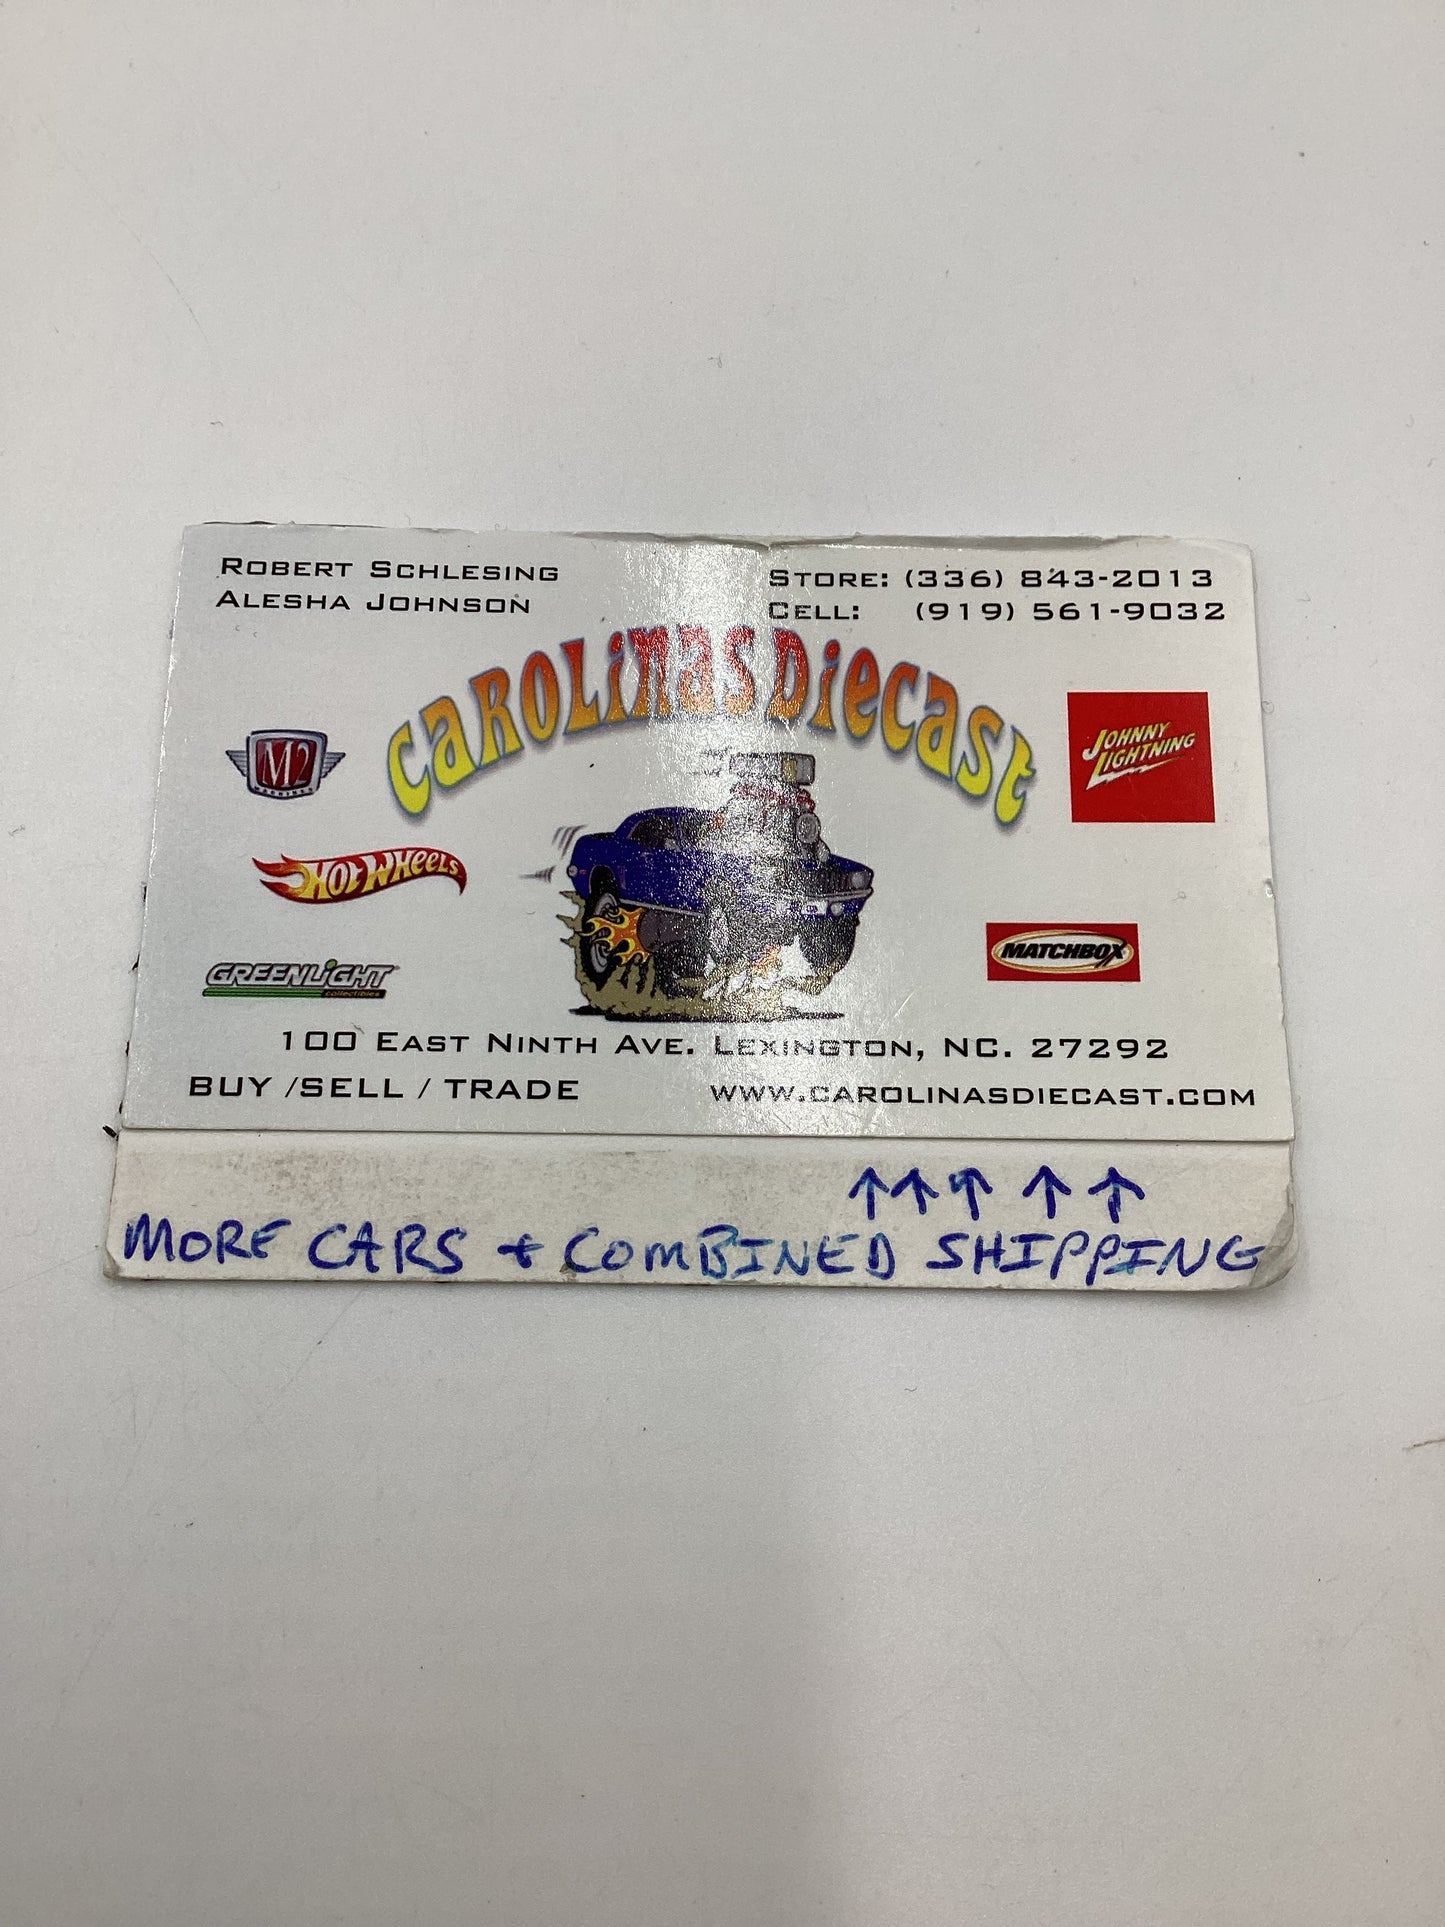 ROBERT SCHLESING
ALESHA JOHNSON
STORE: (336) 843-2013
CELL: (919) 561-9032
CAROLINAS DIECAST
M2
MACHINES
JOHNNY
LIGHTNING
HOT WHEELS
GREENLIGHT
collectibles
MATCHBOX
100 EAST NINTH AVE. LEXINGTON, NC. 27292
BUY /SELL / TRADE
WWW.CAROLINASDIECAST.COM
↑↑↑↑↑
MORE CARS + COMBINED SHIPPING